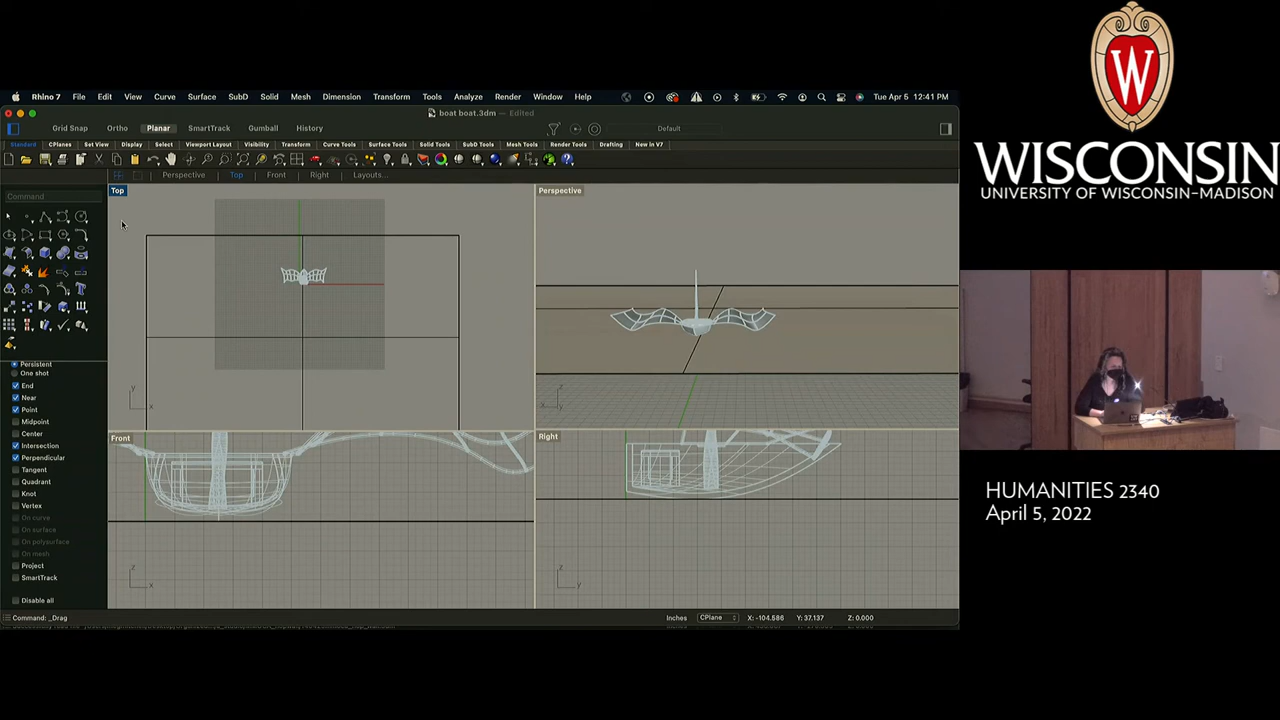 Rhino 7 File Edit View Curve Surface SubD Solid Mesh Dimension Transform Tools Analyze Render Window Help Tue Apr 5 12:41 PM
boat boat.3dm — Edited
Grid Snap Ortho Planar SmartTrack Gumball History Default
Standard CPlanes Set View Display Select Viewport Layout Visibility Transform Curve Tools Surface Tools Solid Tools SubD Tools Mesh Tools Render Tools Drafting New in V7
Perspective Top Front Right Layouts...
Command
Top
Perspective
y
x
z
Front
Right
z
x
z
y
Persistent
One shot
End
Near
Point
Midpoint
Center
Intersection
Perpendicular
Tangent
Quadrant
Knot
Vertex
On curve
On surface
On polysurface
On mesh
Project
SmartTrack
Disable all
Command: _Drag
Inches CPlane X: -104.586 Y: 37.137 Z: 0.000
W
WISCONSIN
UNIVERSITY OF WISCONSIN–MADISON
HUMANITIES 2340
April 5, 2022